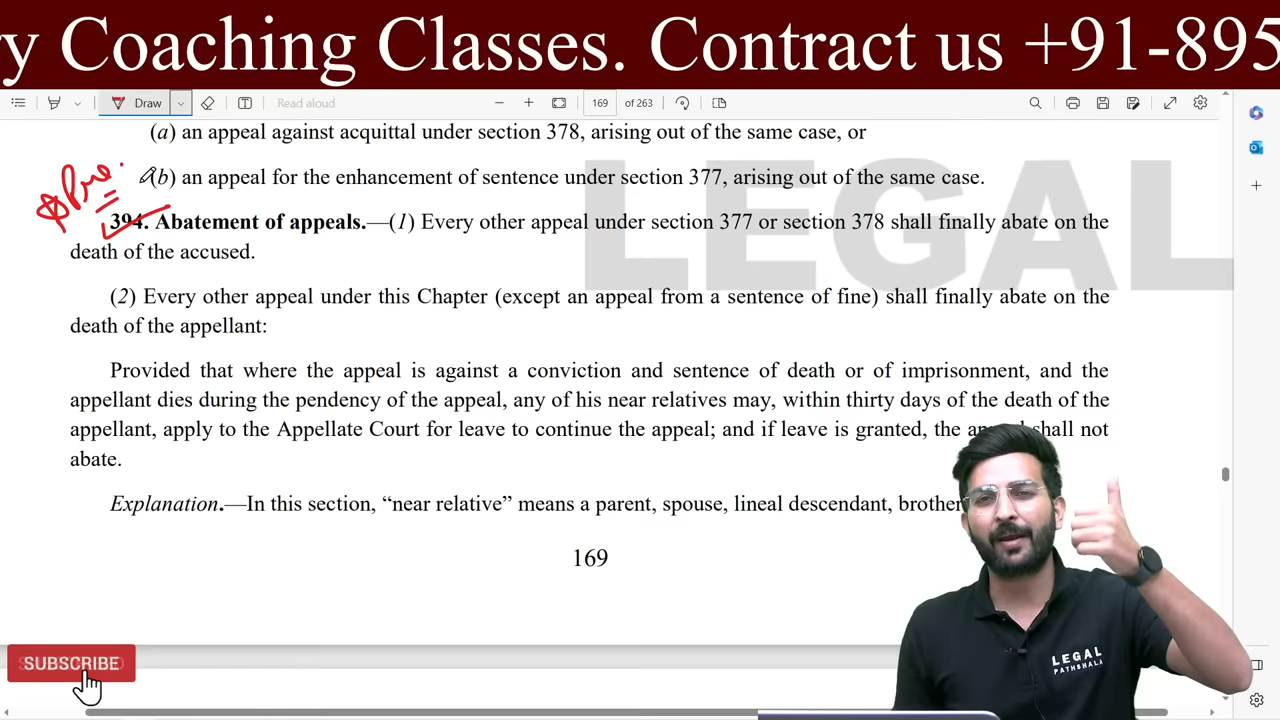 y Coaching Classes. Contract us +91-895
Draw
Read aloud
169 of 263
(a) an appeal against acquittal under section 378, arising out of the same case, or
(b) an appeal for the enhancement of sentence under section 377, arising out of the same case.
Pre.
394. Abatement of appeals.—(1) Every other appeal under section 377 or section 378 shall finally abate on the
death of the accused.
(2) Every other appeal under this Chapter (except an appeal from a sentence of fine) shall finally abate on the
death of the appellant:
Provided that where the appeal is against a conviction and sentence of death or of imprisonment, and the
appellant dies during the pendency of the appeal, any of his near relatives may, within thirty days of the death of the
appellant, apply to the Appellate Court for leave to continue the appeal; and if leave is granted, the shall not
abate.
Explanation.—In this section, “near relative” means a parent, spouse, lineal descendant, brother
169
LEGAL
SUBSCRIBE
LEGAL
PATHSHALA